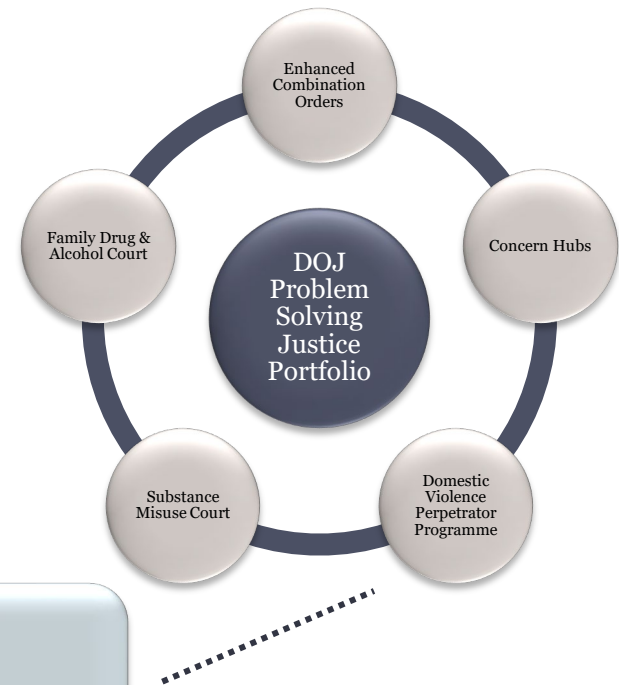 Enhanced
Combination
Orders
Family Drug &
Alcohol Court
Concern Hubs
DOJ
Problem
Solving
Justice
Portfolio
Substance
Misuse Court
Domestic
Violence
Perpetrator
Programme